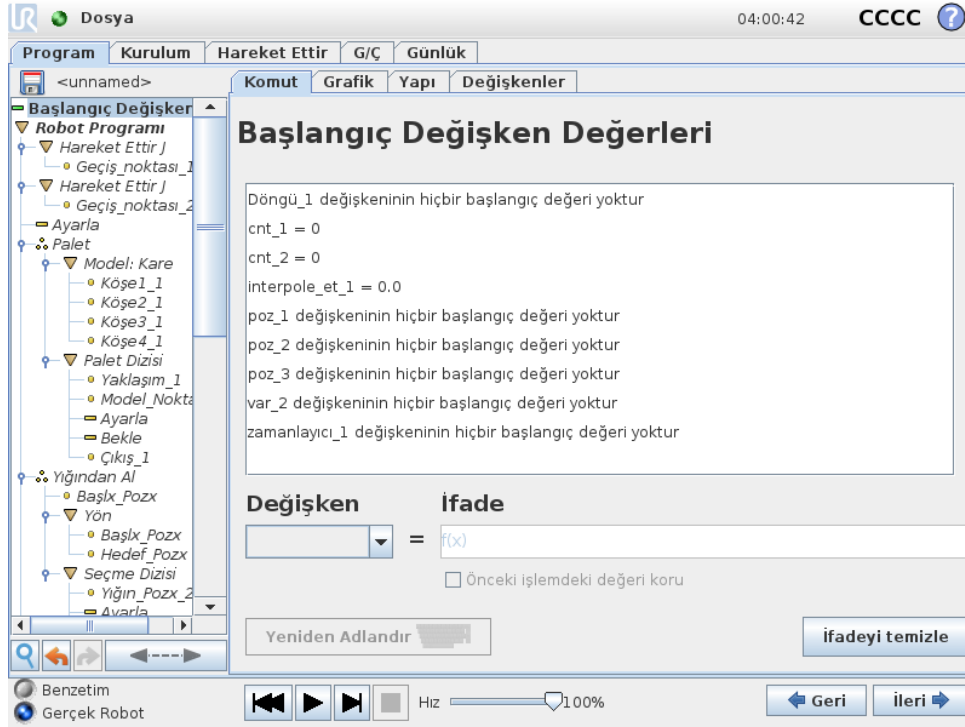 UR Dosya 04:00:42 CCCC ?
Program Kurulum Hareket Ettir G/Ç Günlük
<unnamed>
Komut Grafik Yapı Değişkenler
Başlangıç Değişker
Robot Programı
Hareket Ettir J
Geçiş_noktası_1
Hareket Ettir J
Geçiş_noktası_2
Ayarla
Palet
Model: Kare
Köşe1_1
Köşe2_1
Köşe3_1
Köşe4_1
Palet Dizisi
Yaklaşım_1
Model_Nokta
Ayarla
Bekle
Çıkış_1
Yığından Al
Başlx_Pozx
Yön
Başlx_Pozx
Hedef_Pozx
Seçme Dizisi
Yığın_Pozx_2
Ayarla
Başlangıç Değişken Değerleri
Döngü_1 değişkeninin hiçbir başlangıç değeri yoktur
cnt_1 = 0
cnt_2 = 0
interpole_et_1 = 0.0
poz_1 değişkeninin hiçbir başlangıç değeri yoktur
poz_2 değişkeninin hiçbir başlangıç değeri yoktur
poz_3 değişkeninin hiçbir başlangıç değeri yoktur
var_2 değişkeninin hiçbir başlangıç değeri yoktur
zamanlayıcı_1 değişkeninin hiçbir başlangıç değeri yoktur
Değişken İfade
= f(x)
Önceki işlemdeki değeri koru
Yeniden Adlandır
İfadeyi temizle
Benzetim
Gerçek Robot
Hız 100%
Geri İleri